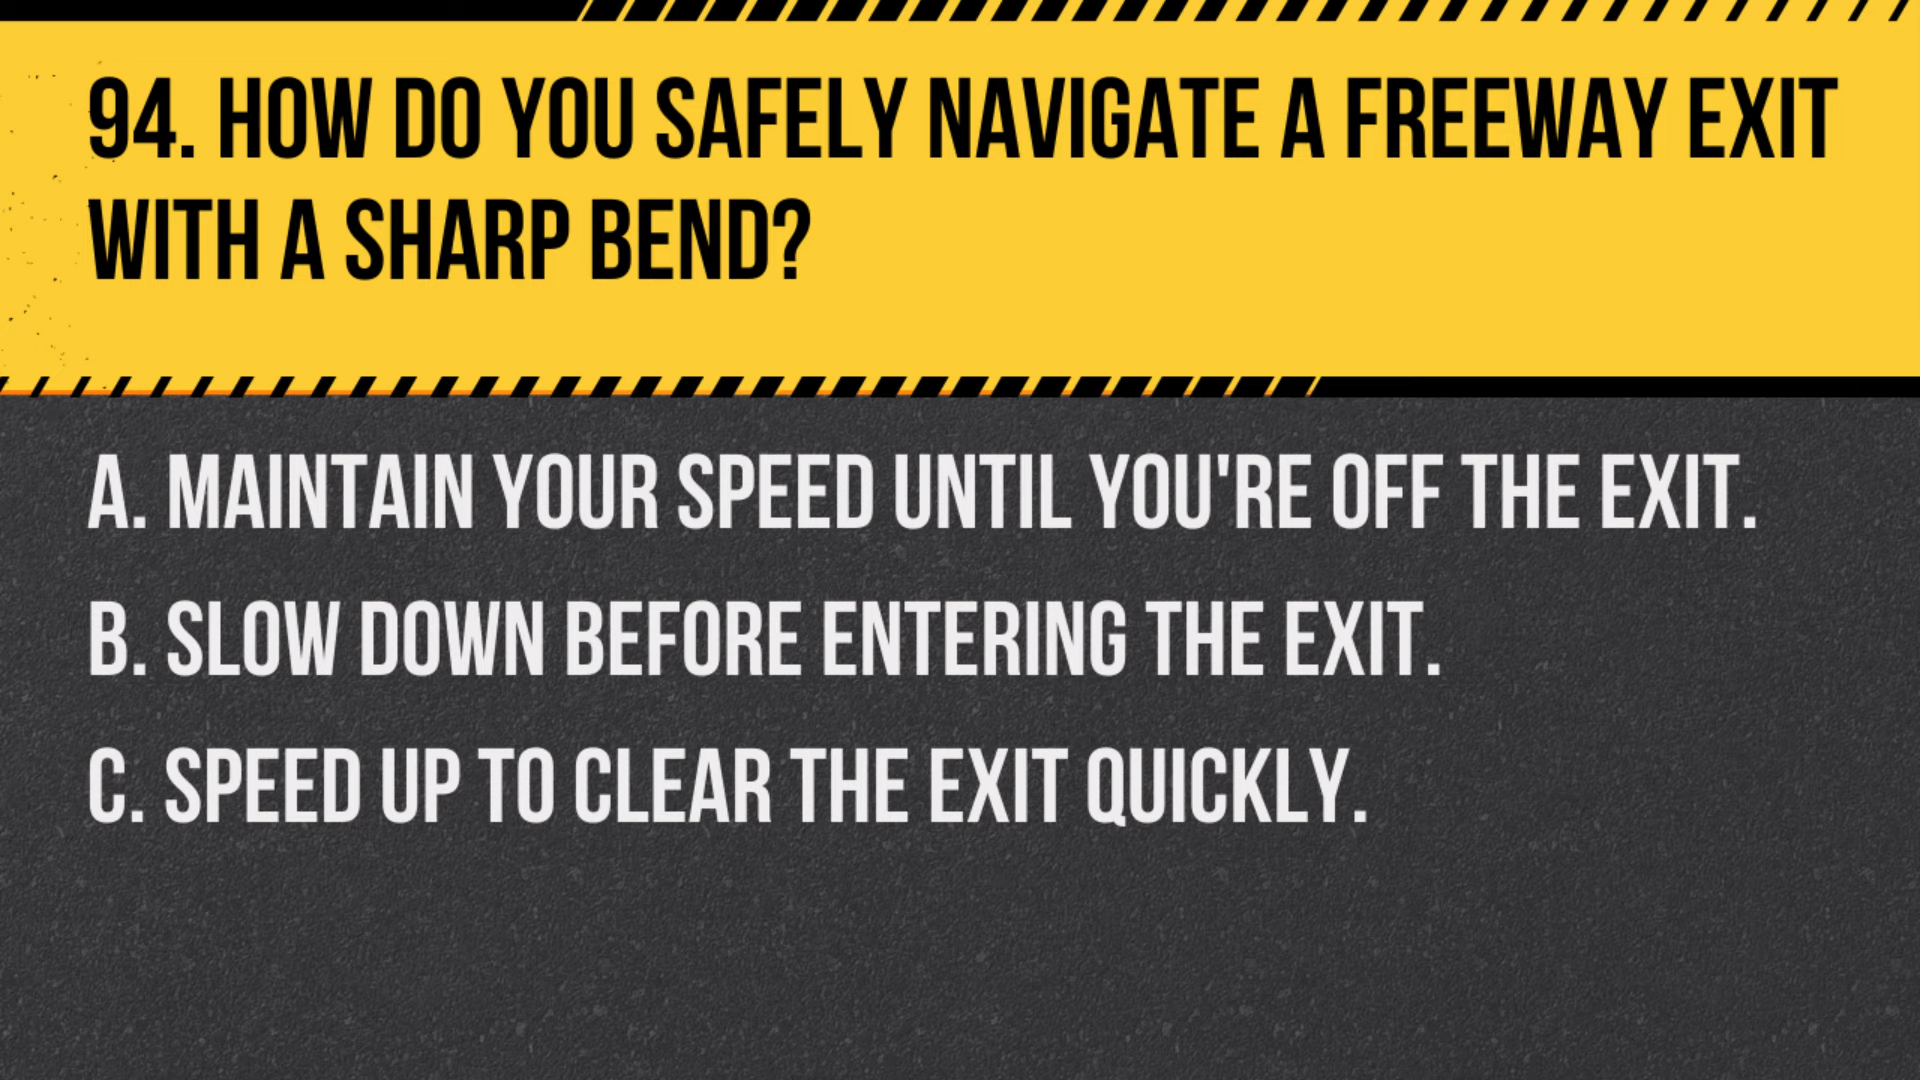 94. HOW DO YOU SAFELY NAVIGATE A FREEWAY EXIT
WITH A SHARP BEND?
A. MAINTAIN YOUR SPEED UNTIL YOU'RE OFF THE EXIT.
B. SLOW DOWN BEFORE ENTERING THE EXIT.
C. SPEED UP TO CLEAR THE EXIT QUICKLY.